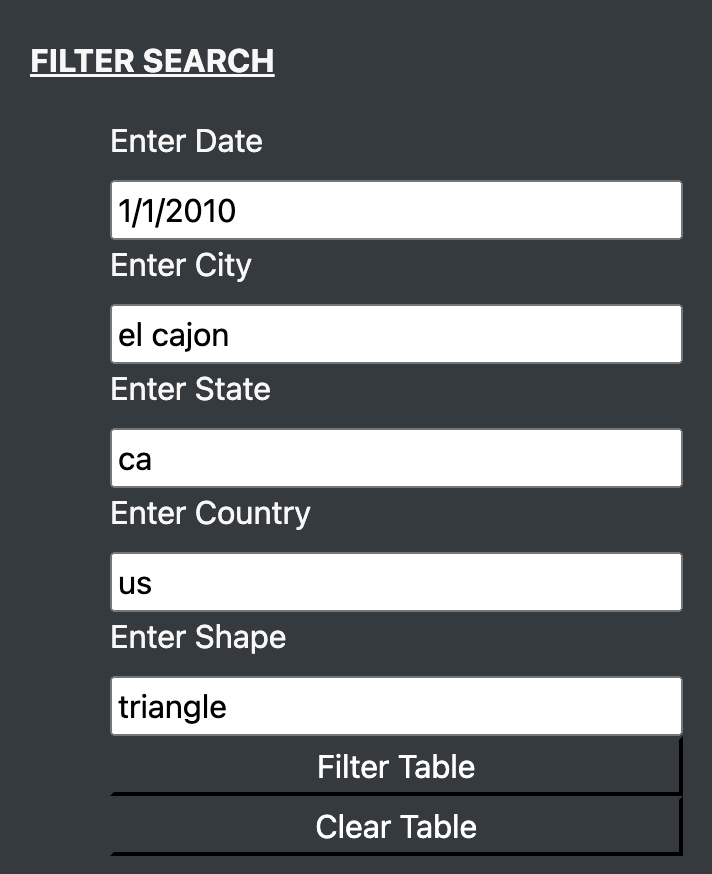 FILTER SEARCH
Enter Date
1/1/2010
Enter City
el cajon
Enter State
ca
Enter Country
us
Enter Shape
triangle
Filter Table
Clear Table